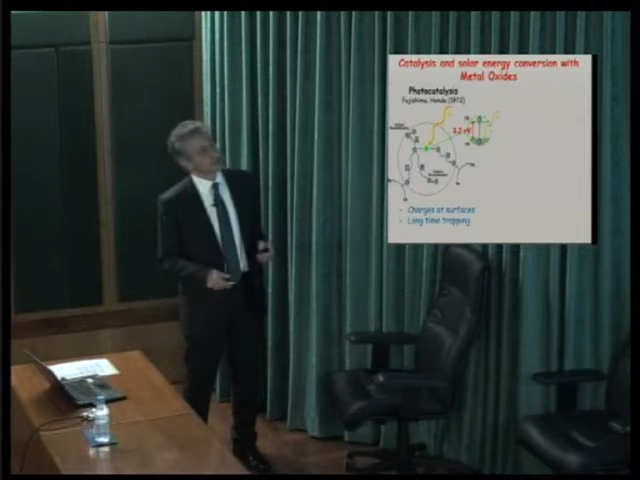 Catalysis and solar energy conversion with
Metal Oxides
Photocatalysis
Fujishima, Honda (1972)
3.2 eV
- Charges at surfaces
- Long time trapping